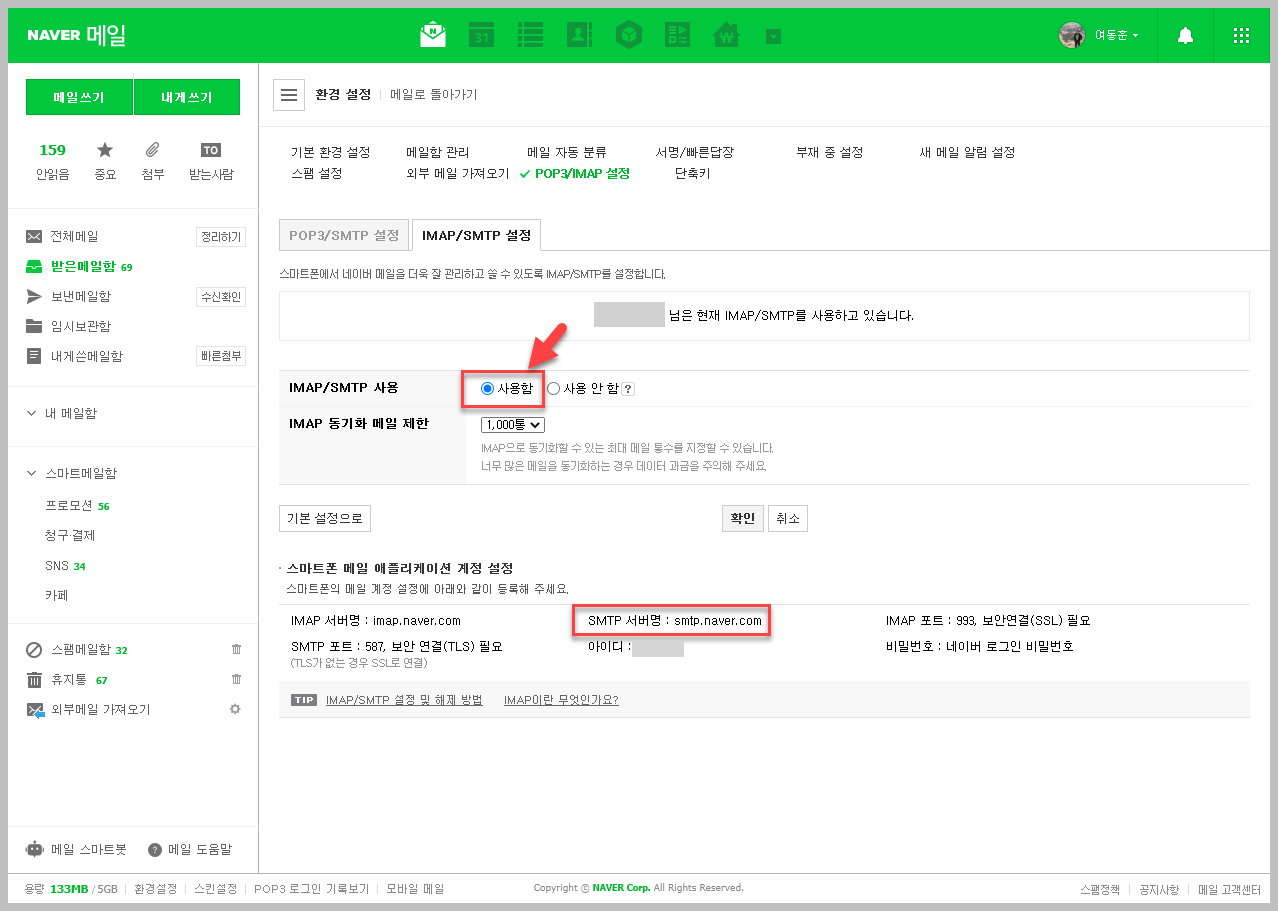 NAVER 메일
31
여동훈
메일쓰기 내게쓰기
159 TO
안읽음 중요 첨부 받는사람
전체메일 정리하기
받은메일함 69
보낸메일함 수신확인
임시보관함
내게쓴메일함 빠른첨부
내 메일함
스마트메일함
프로모션 56
청구·결제
SNS 34
카페
스팸메일함 32
휴지통 67
외부메일 가져오기
메일 스마트봇 ? 메일 도움말
환경 설정 메일로 돌아가기
기본 환경 설정 메일함 관리 메일 자동 분류 서명/빠른답장 부재 중 설정 새 메일 알림 설정
스팸 설정 외부 메일 가져오기 POP3/IMAP 설정 단축키
POP3/SMTP 설정 IMAP/SMTP 설정
스마트폰에서 네이버 메일을 더욱 잘 관리하고 쓸 수 있도록 IMAP/SMTP를 설정합니다.
님은 현재 IMAP/SMTP를 사용하고 있습니다.
IMAP/SMTP 사용 사용함 사용 안 함 ?
IMAP 동기화 메일 제한 1,000통
IMAP으로 동기화할 수 있는 최대 메일 통수를 지정할 수 있습니다.
너무 많은 메일을 동기화하는 경우 데이터 과금을 주의해 주세요.
기본 설정으로 확인 취소
· 스마트폰 메일 애플리케이션 계정 설정
스마트폰의 메일 계정 설정에 아래와 같이 등록해 주세요.
IMAP 서버명 : imap.naver.com SMTP 서버명 : smtp.naver.com IMAP 포트 : 993, 보안연결(SSL) 필요
SMTP 포트 : 587, 보안 연결(TLS) 필요 아이디 : 비밀번호 : 네이버 로그인 비밀번호
(TLS가 없는 경우 SSL로 연결)
TIP IMAP/SMTP 설정 및 해제 방법 IMAP이란 무엇인가요?
용량 133MB / 5GB 환경설정 스킨설정 POP3 로그인 기록보기 모바일 메일 Copyright © NAVER Corp. All Rights Reserved. 스팸정책 공지사항 메일 고객센터